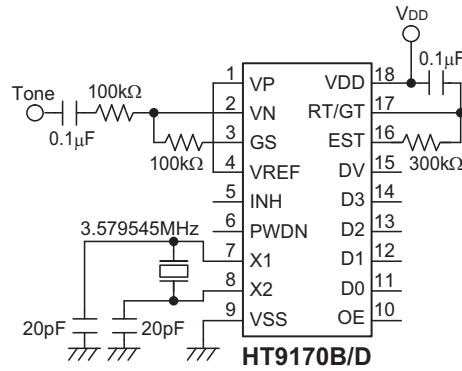 VDD
0.1μF
Tone
100kΩ
0.1μF
100kΩ
1 VP
2 VN
3 GS
4 VREF
5 INH
6 PWDN
7 X1
8 X2
9 VSS
VDD 18
RT/GT 17
EST 16
DV 15
D3 14
D2 13
D1 12
D0 11
OE 10
300kΩ
3.579545MHz
20pF
20pF
HT9170B/D